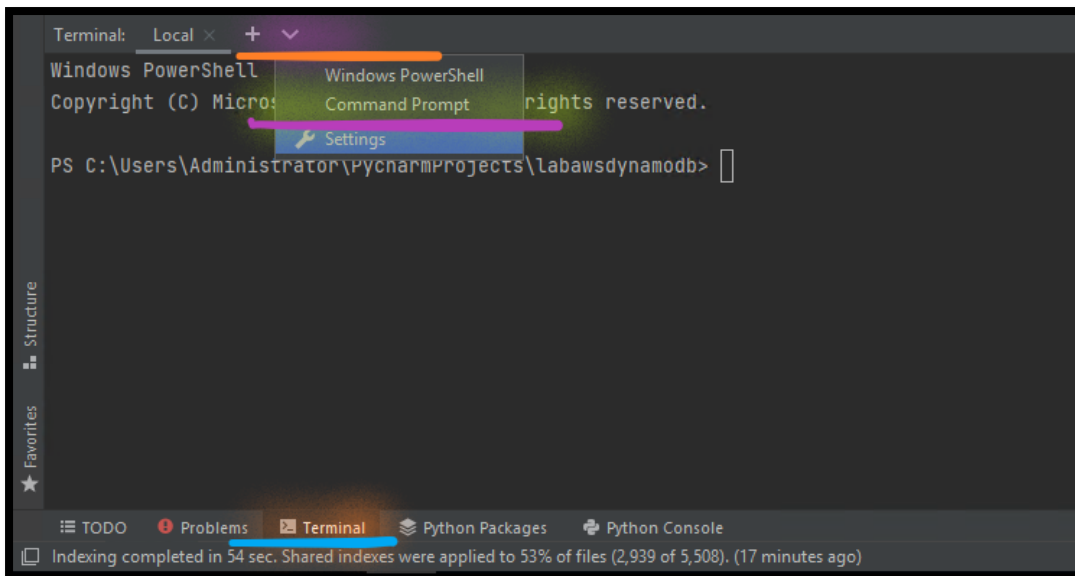 Terminal: Local × + 
Windows PowerShell
Windows PowerShell
Command Prompt
Settings
Copyright (C) Micros rights reserved.
PS C:\Users\Administrator\PycharmProjects\labawsdynamodb>
Structure
Favorites
TODO Problems Terminal Python Packages Python Console
Indexing completed in 54 sec. Shared indexes were applied to 53% of files (2,939 of 5,508). (17 minutes ago)